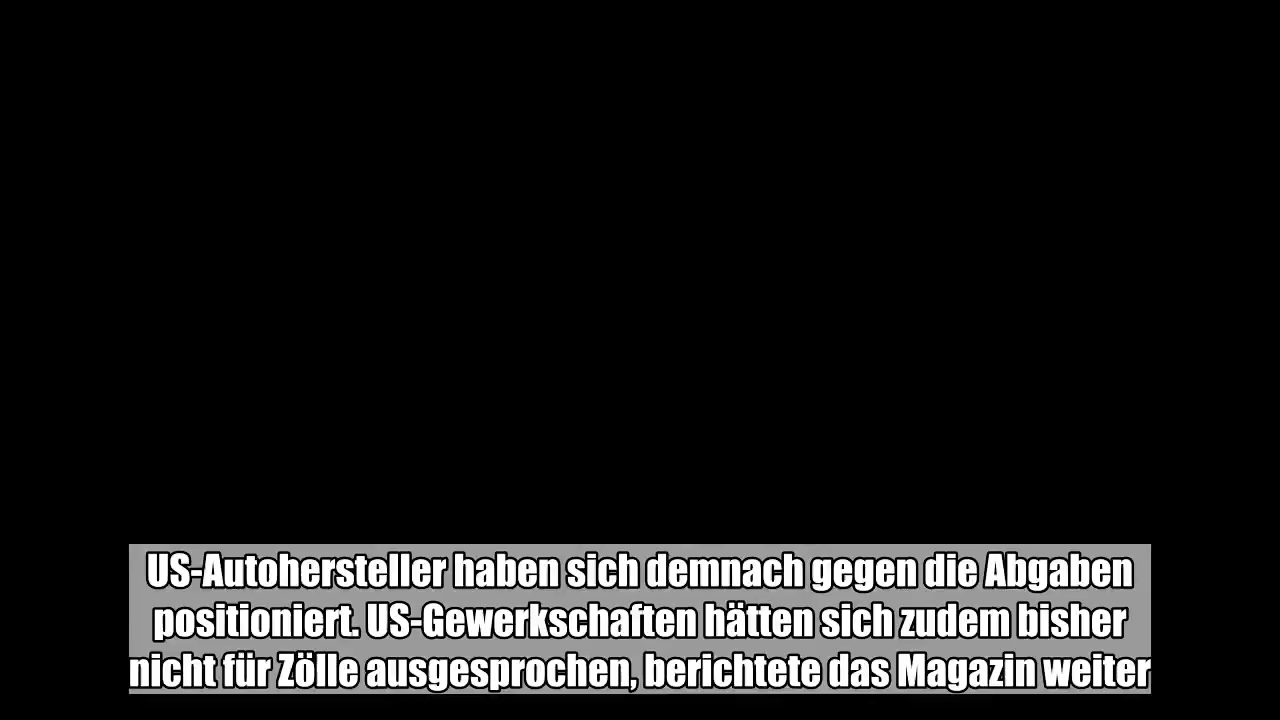 US-Autohersteller haben sich demnach gegen die Abgaben
positioniert. US-Gewerkschaften hätten sich zudem bisher
nicht für Zölle ausgesprochen, berichtete das Magazin weiter